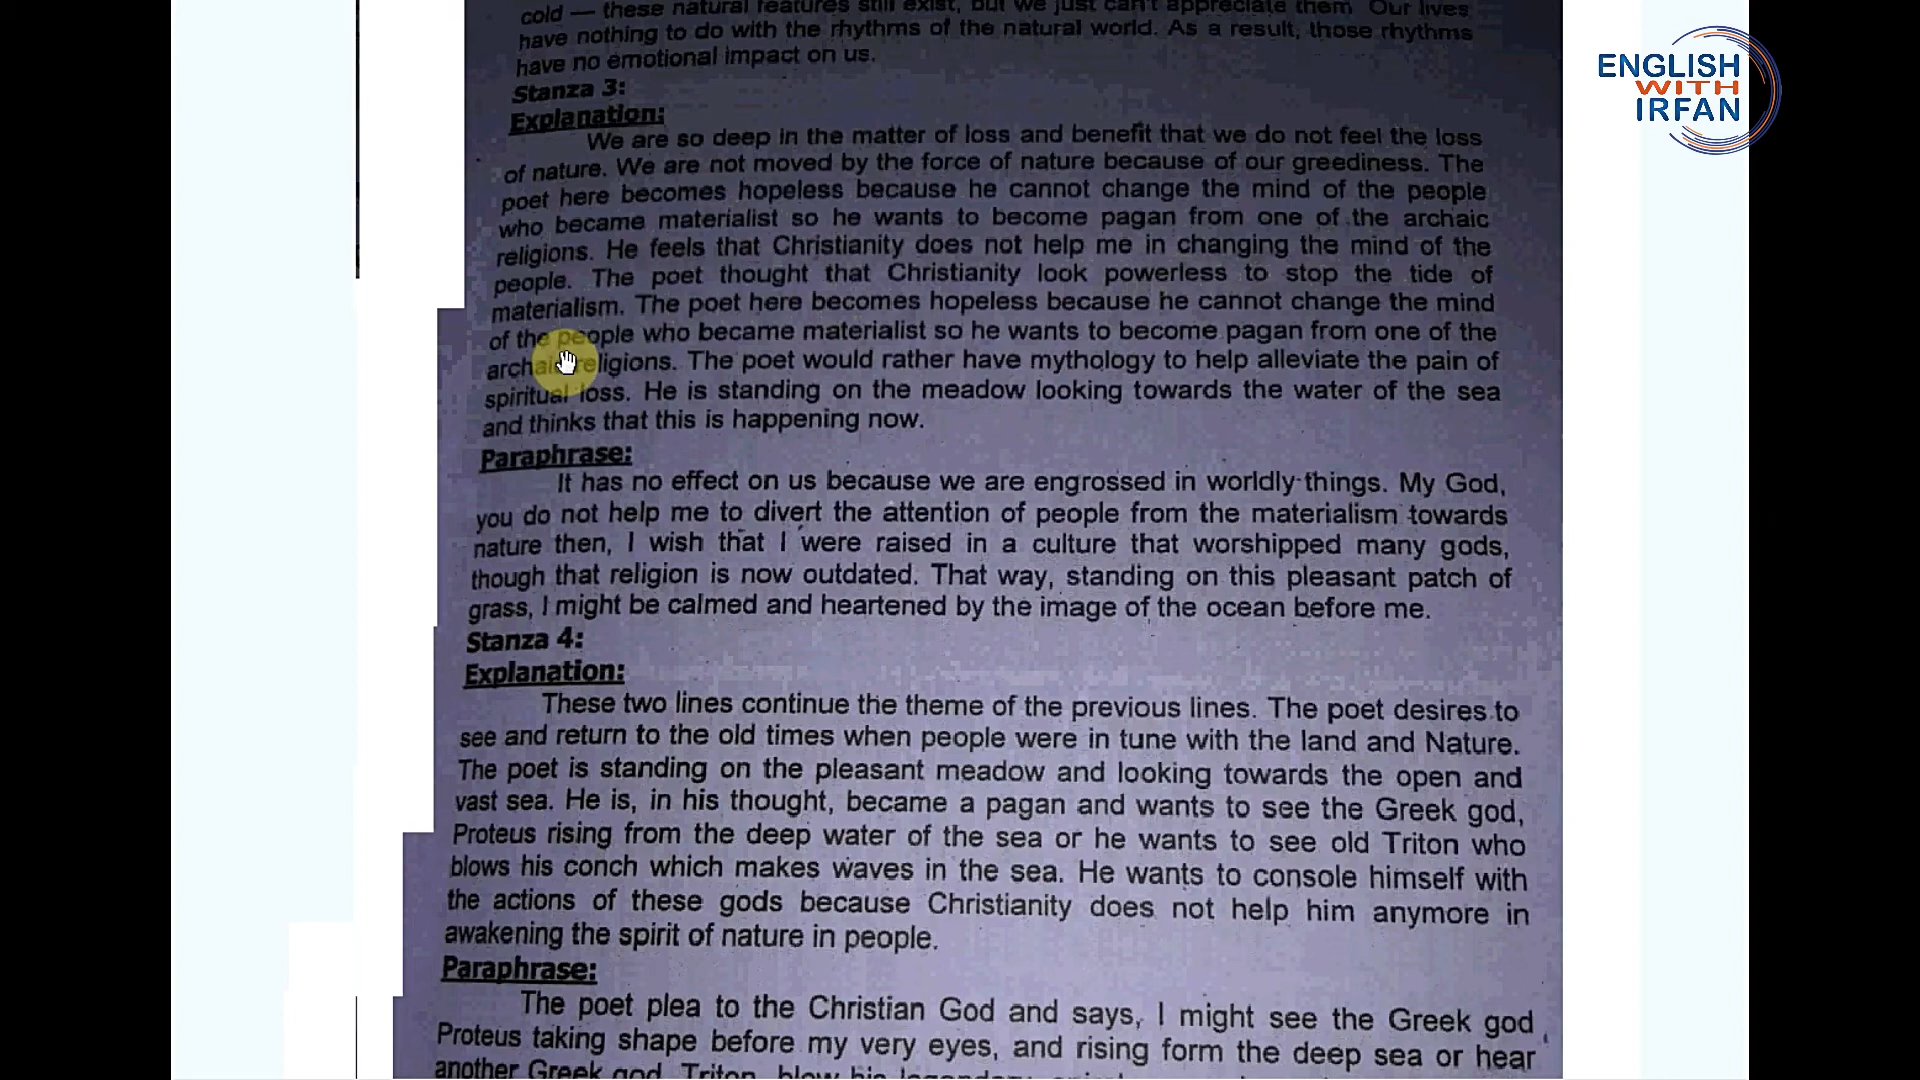 cold — these natural features still exist, but we just can't appreciate them. Our lives
have nothing to do with the rhythms of the natural world. As a result, those rhythms
have no emotional impact on us.
Stanza 3:
Explanation:
We are so deep in the matter of loss and benefit that we do not feel the loss
of nature. We are not moved by the force of nature because of our greediness. The
poet here becomes hopeless because he cannot change the mind of the people
who became materialist so he wants to become pagan from one of the archaic
religions. He feels that Christianity does not help me in changing the mind of the
people. The poet thought that Christianity look powerless to stop the tide of
materialism. The poet here becomes hopeless because he cannot change the mind
of the people who became materialist so he wants to become pagan from one of the
archaic religions. The poet would rather have mythology to help alleviate the pain of
spiritual loss. He is standing on the meadow looking towards the water of the sea
and thinks that this is happening now.
Paraphrase:
It has no effect on us because we are engrossed in worldly things. My God,
you do not help me to divert the attention of people from the materialism towards
nature then, I wish that I were raised in a culture that worshipped many gods,
though that religion is now outdated. That way, standing on this pleasant patch of
grass, I might be calmed and heartened by the image of the ocean before me.
Stanza 4:
Explanation:
These two lines continue the theme of the previous lines. The poet desires to
see and return to the old times when people were in tune with the land and Nature.
The poet is standing on the pleasant meadow and looking towards the open and
vast sea. He is, in his thought, became a pagan and wants to see the Greek god,
Proteus rising from the deep water of the sea or he wants to see old Triton who
blows his conch which makes waves in the sea. He wants to console himself with
the actions of these gods because Christianity does not help him anymore in
awakening the spirit of nature in people.
Paraphrase:
The poet plea to the Christian God and says, I might see the Greek god
Proteus taking shape before my very eyes, and rising form the deep sea or hear
another Greek god, Triton, blow his legendary
ENGLISH
WITH
IRFAN